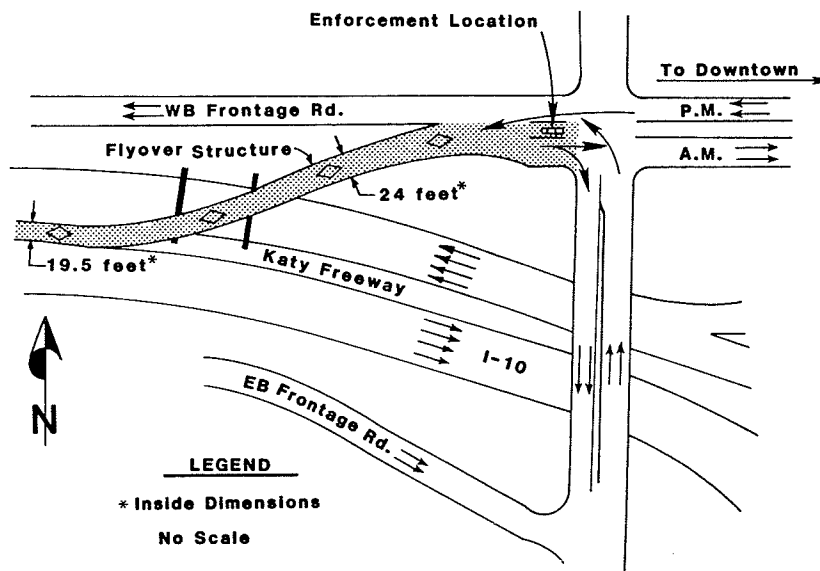 Enforcement Location
To Downtown
WB Frontage Rd.
P.M.
A.M.
Flyover Structure
24 feet*
19.5 feet*
Katy Freeway
I-10
EB Frontage Rd.
N
LEGEND
* Inside Dimensions
No Scale